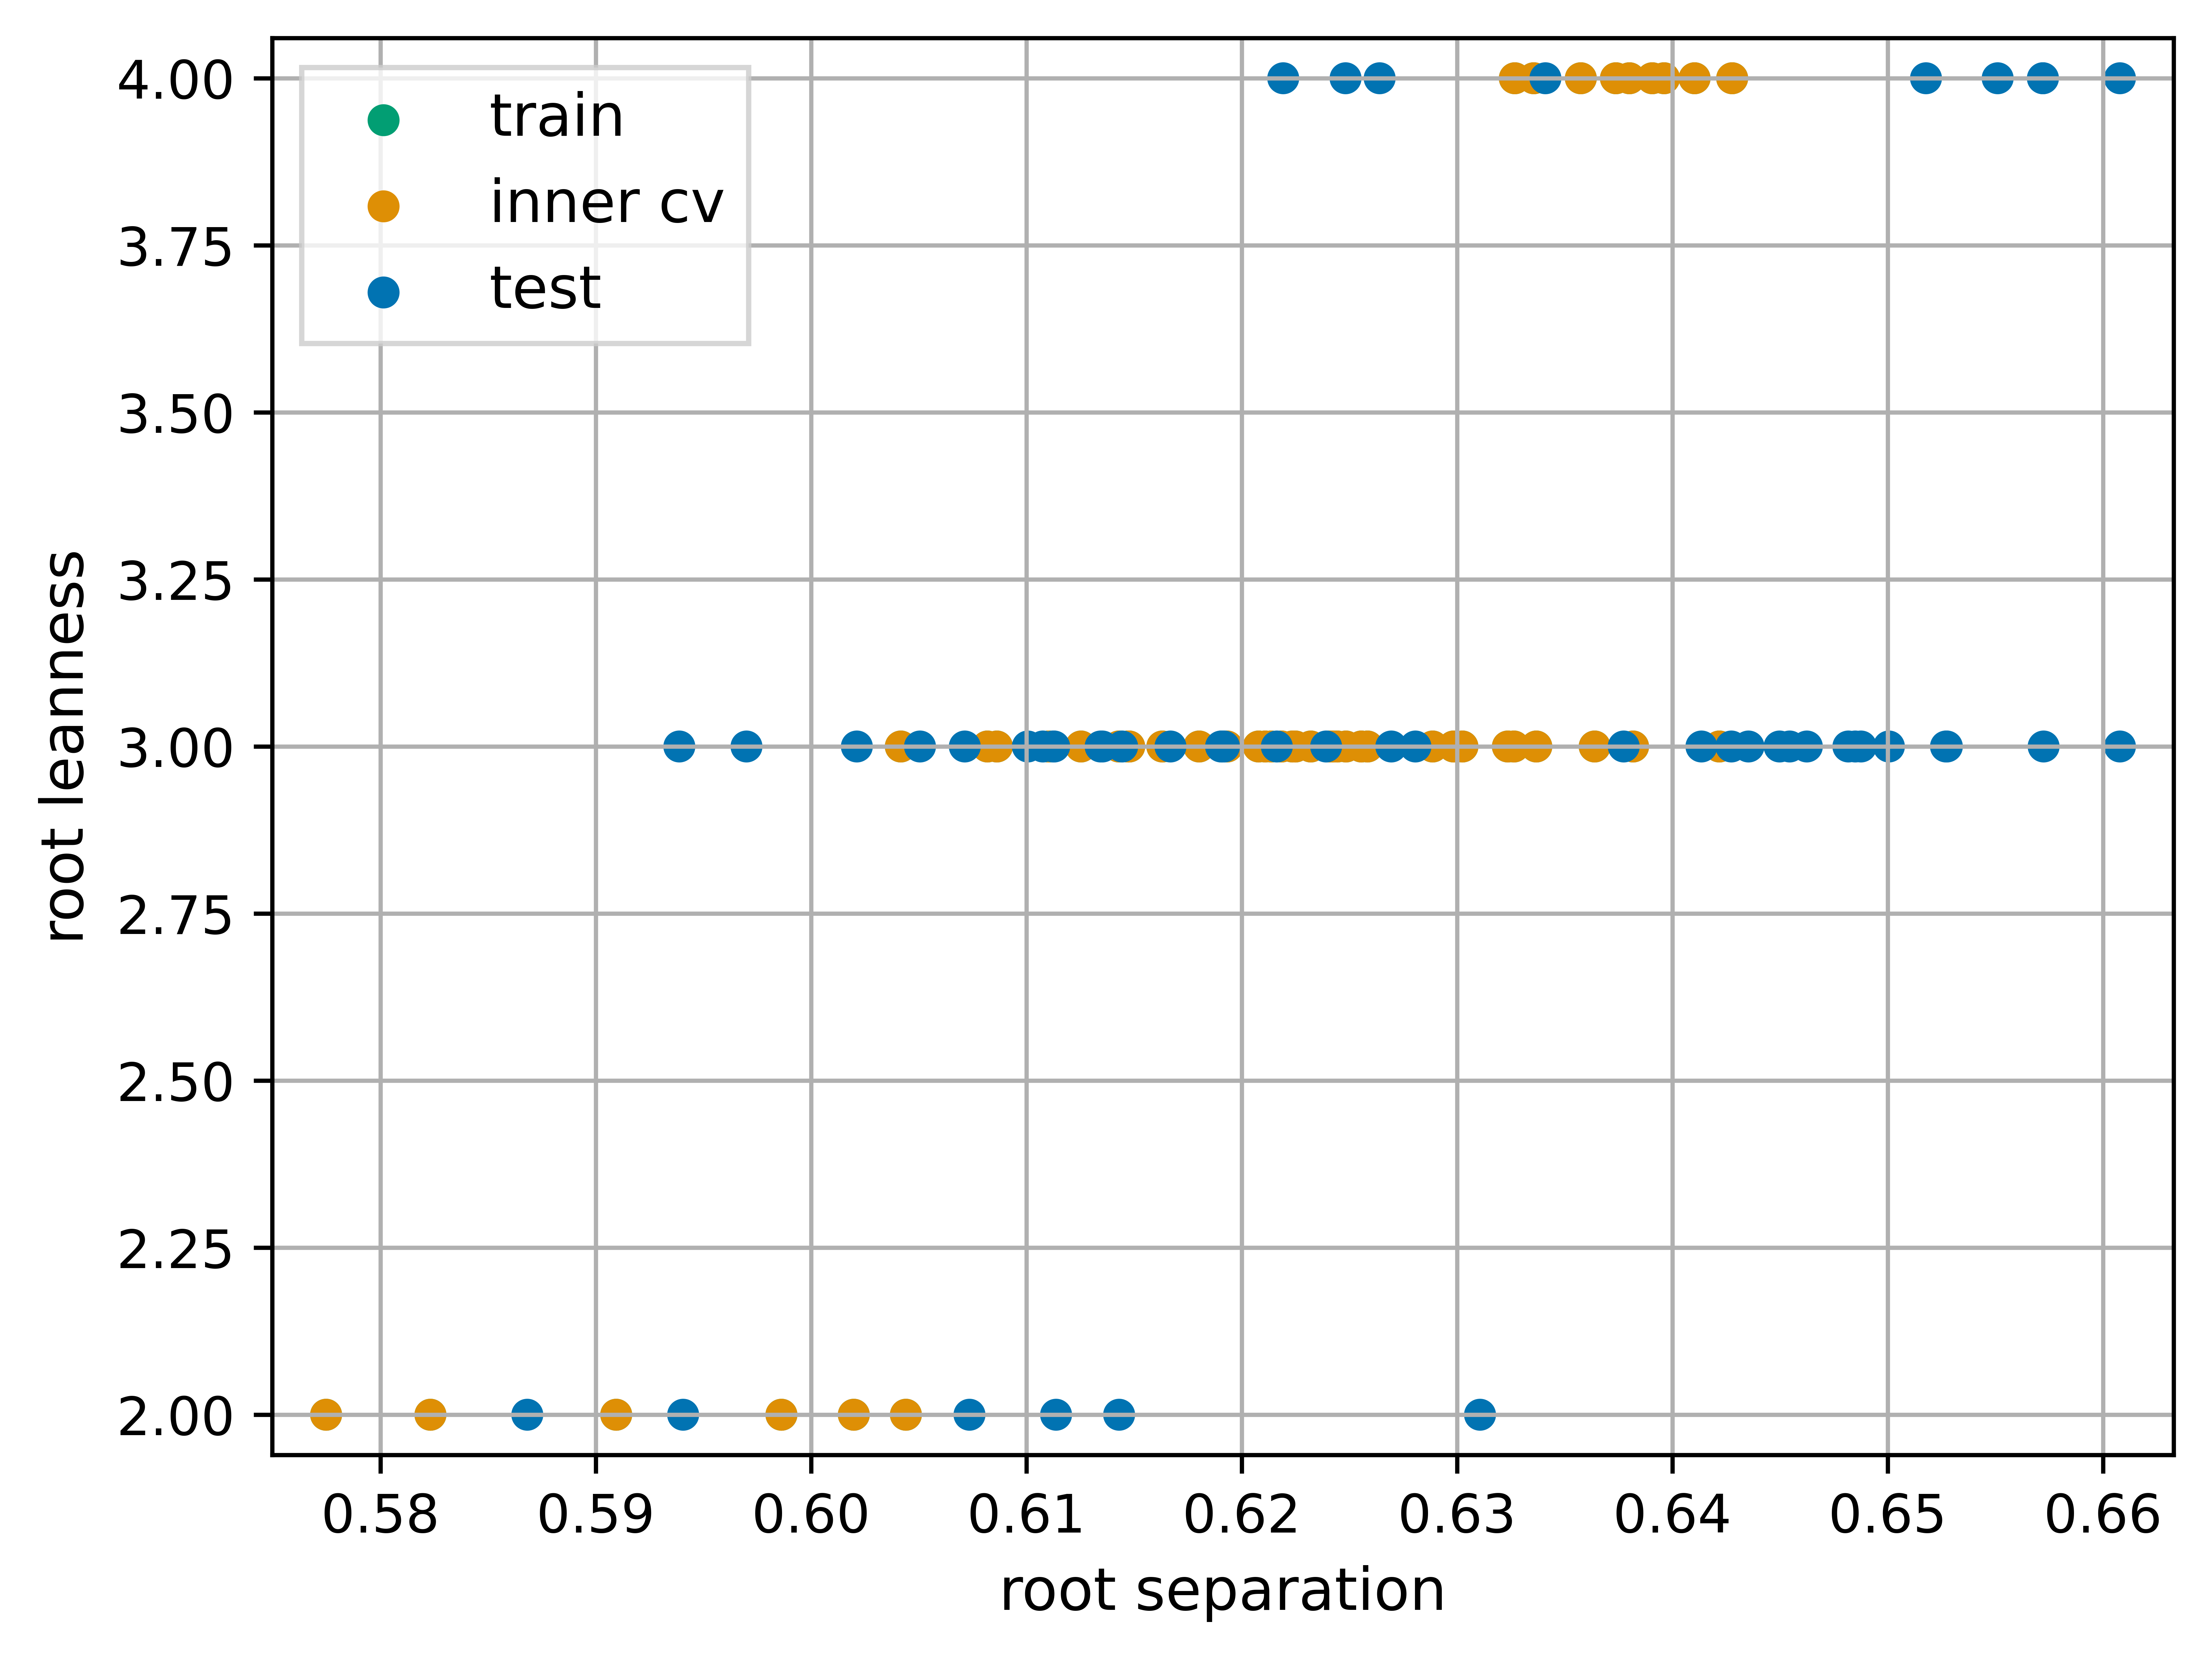 train
inner cv
test
4.00
3.75
3.50
3.25
3.00
2.75
2.50
2.25
2.00
root leanness
0.58 0.59 0.60 0.61 0.62 0.63 0.64 0.65 0.66
root separation